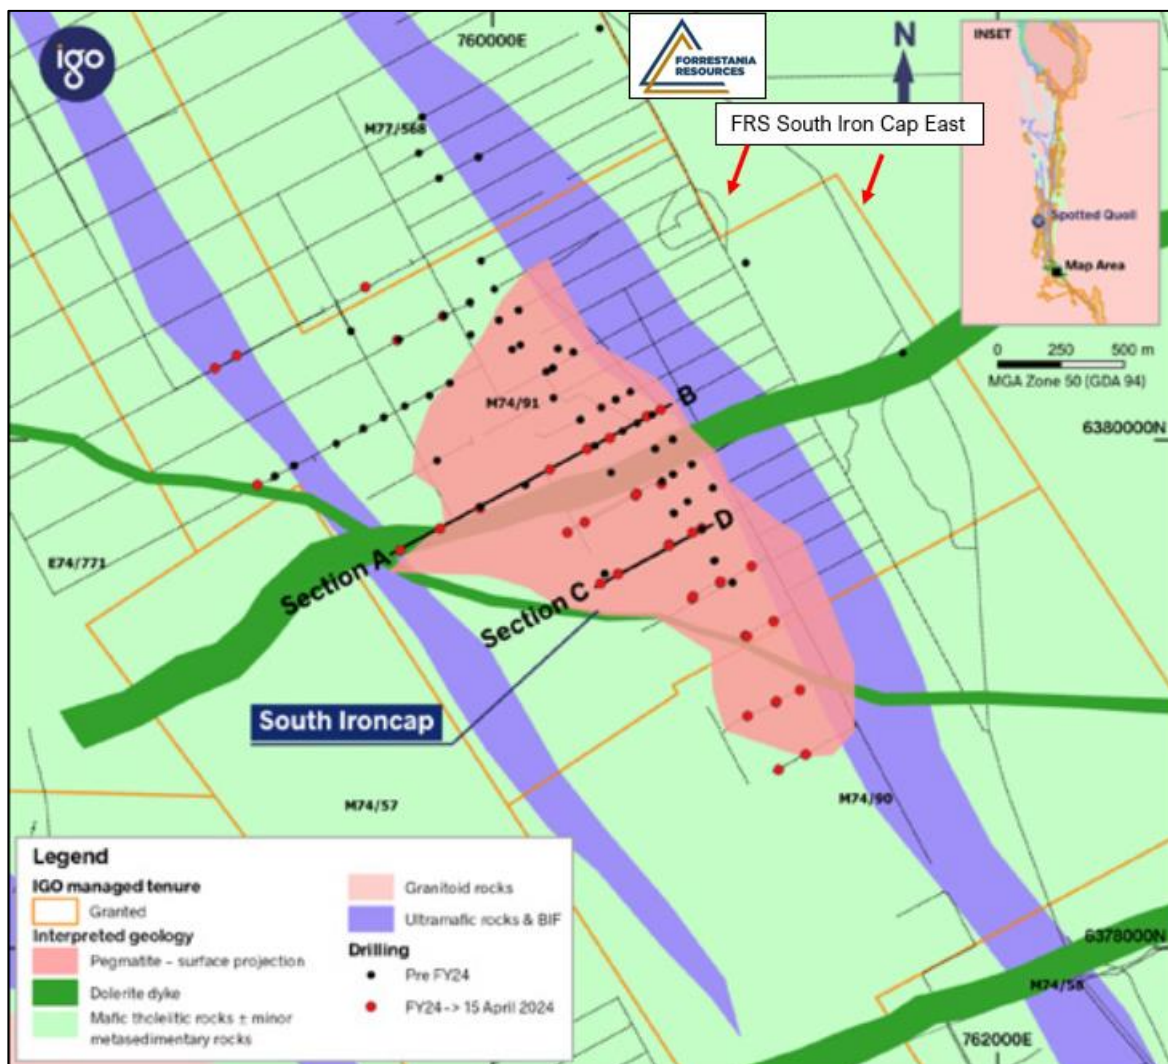 igo
760000E
FORRESTANIA
RESOURCES
N
INSET
FRS South Iron Cap East
M77/568
Spotted Quoll
Map Area
0 250 500 m
MGA Zone 50 (GDA 94)
M74/91
B
6380000N
E74/771
Section A
D
Section C
South Ironcap
M74/57
M74/90
Legend
IGO managed tenure
Granted
Interpreted geology
Pegmatite – surface projection
Dolerite dyke
Mafic tholeiitic rocks ± minor
metasedimentary rocks
Granitoid rocks
Ultramafic rocks & BIF
Drilling
Pre FY24
FY24-> 15 April 2024
6378000N
M74/58
762000E